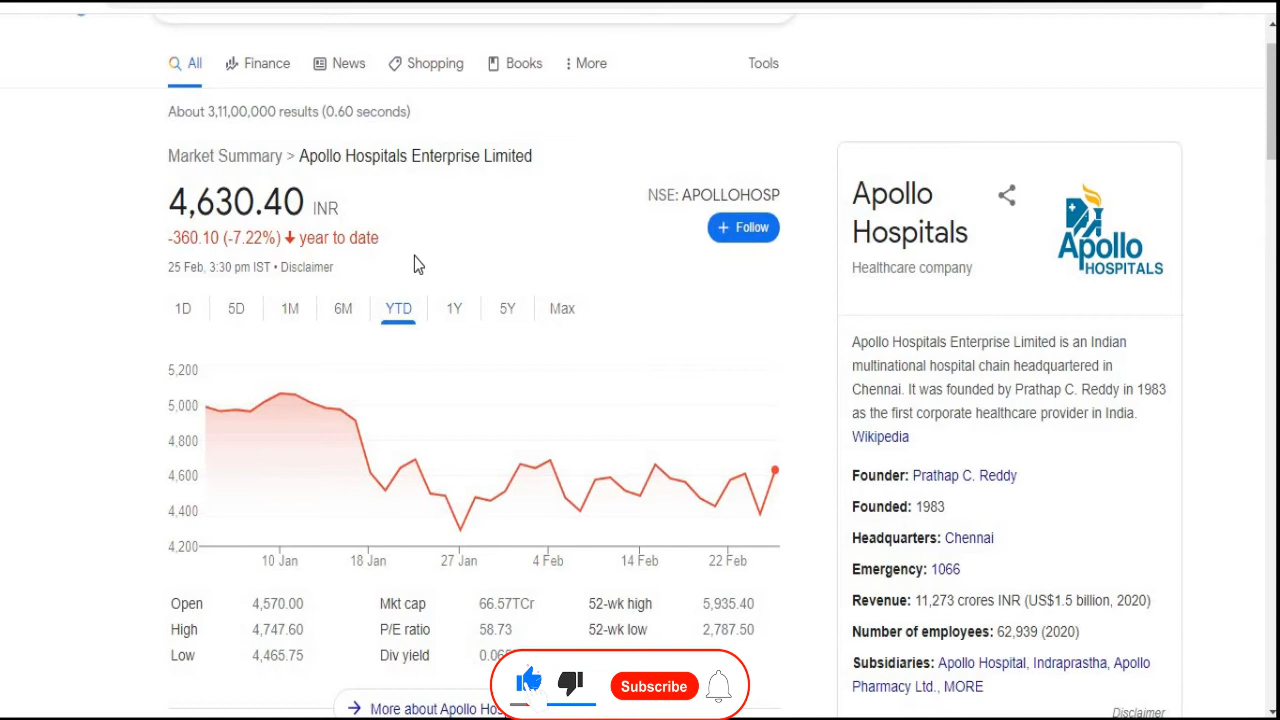 All Finance News Shopping Books More Tools
About 3,11,00,000 results (0.60 seconds)
Market Summary > Apollo Hospitals Enterprise Limited
4,630.40 INR
-360.10 (-7.22%) year to date
25 Feb, 3:30 pm IST • Disclaimer
NSE: APOLLOHOSP
+ Follow
1D 5D 1M 6M YTD 1Y 5Y Max
5,200
5,000
4,800
4,600
4,400
4,200
10 Jan 18 Jan 27 Jan 4 Feb 14 Feb 22 Feb
Open 4,570.00 Mkt cap 66.57TCr 52-wk high 5,935.40
High 4,747.60 P/E ratio 58.73 52-wk low 2,787.50
Low 4,465.75 Div yield
More about Apollo
Subscribe
Apollo
Hospitals
Healthcare company
Apollo
HOSPITALS
Apollo Hospitals Enterprise Limited is an Indian
multinational hospital chain headquartered in
Chennai. It was founded by Prathap C. Reddy in 1983
as the first corporate healthcare provider in India.
Wikipedia
Founder: Prathap C. Reddy
Founded: 1983
Headquarters: Chennai
Emergency: 1066
Revenue: 11,273 crores INR (US$1.5 billion, 2020)
Number of employees: 62,939 (2020)
Subsidiaries: Apollo Hospital, Indraprastha, Apollo
Pharmacy Ltd., MORE
Disclaimer